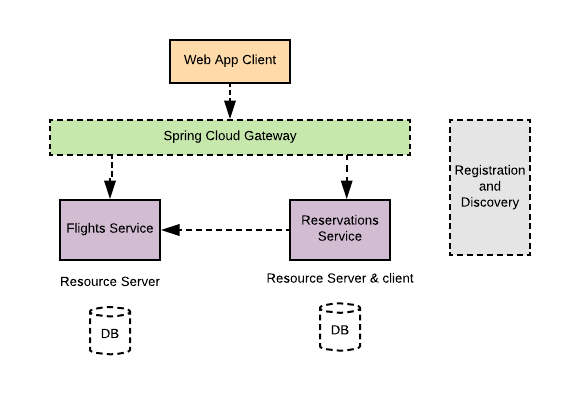 Web App Client
Spring Cloud Gateway
Registration
and
Discovery
Flights Service
Reservations
Service
Resource Server
Resource Server & client
DB
DB